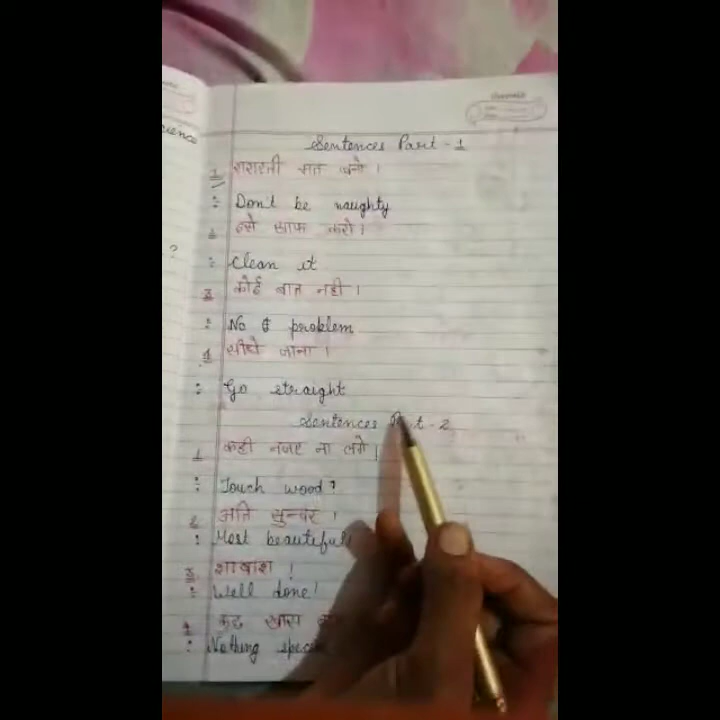 ience
Sentences Part - 1
1 शरारती मत बनो ।
: Don't be naughty
2 इसे साफ करो ।
: Clean it
3 कोई बात नहीं ।
: No problem
4 सीधे जाना ।
: Go straight
?
Sentences Part - 2
1 कही नजर ना लगे ।
: Touch wood ?
2 अति सुन्दर !
: Most beautiful
3 शाबाश !
: Well done!
4 कुछ खास
: Nothing